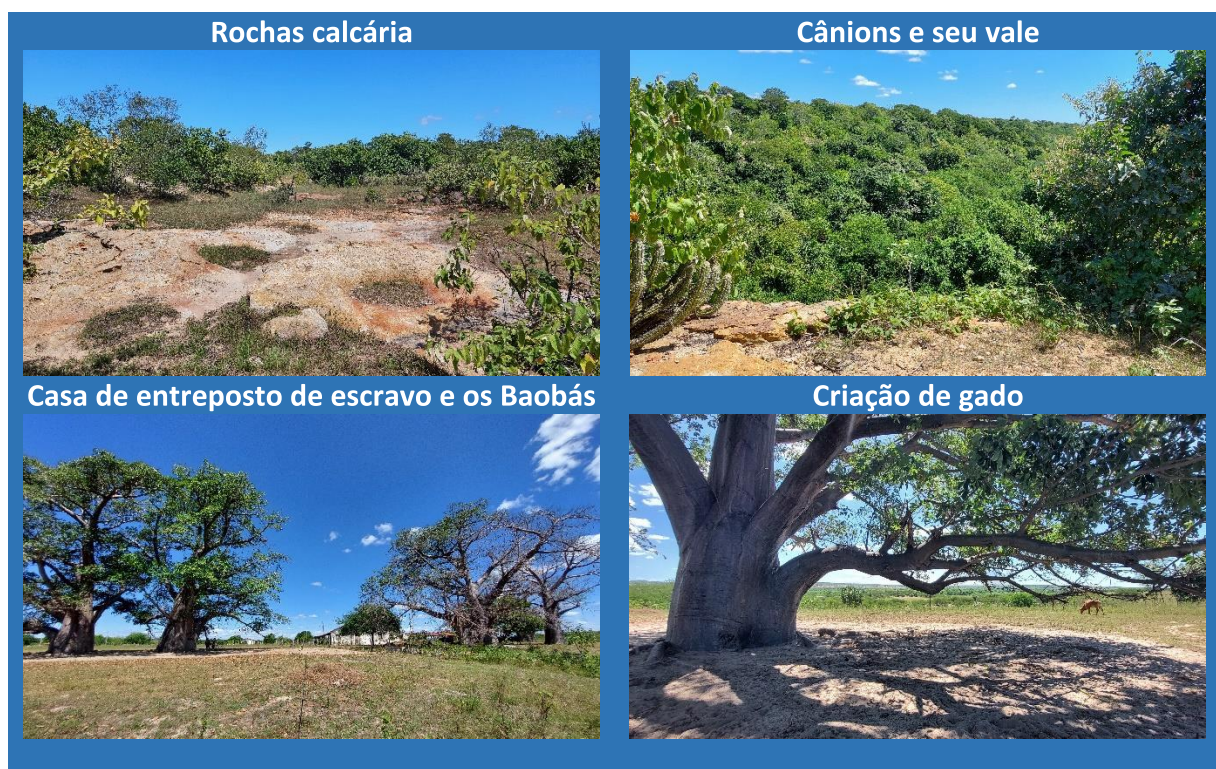 Rochas calcária
Cânions e seu vale
Casa de entreposto de escravo e os Baobás
Criação de gado